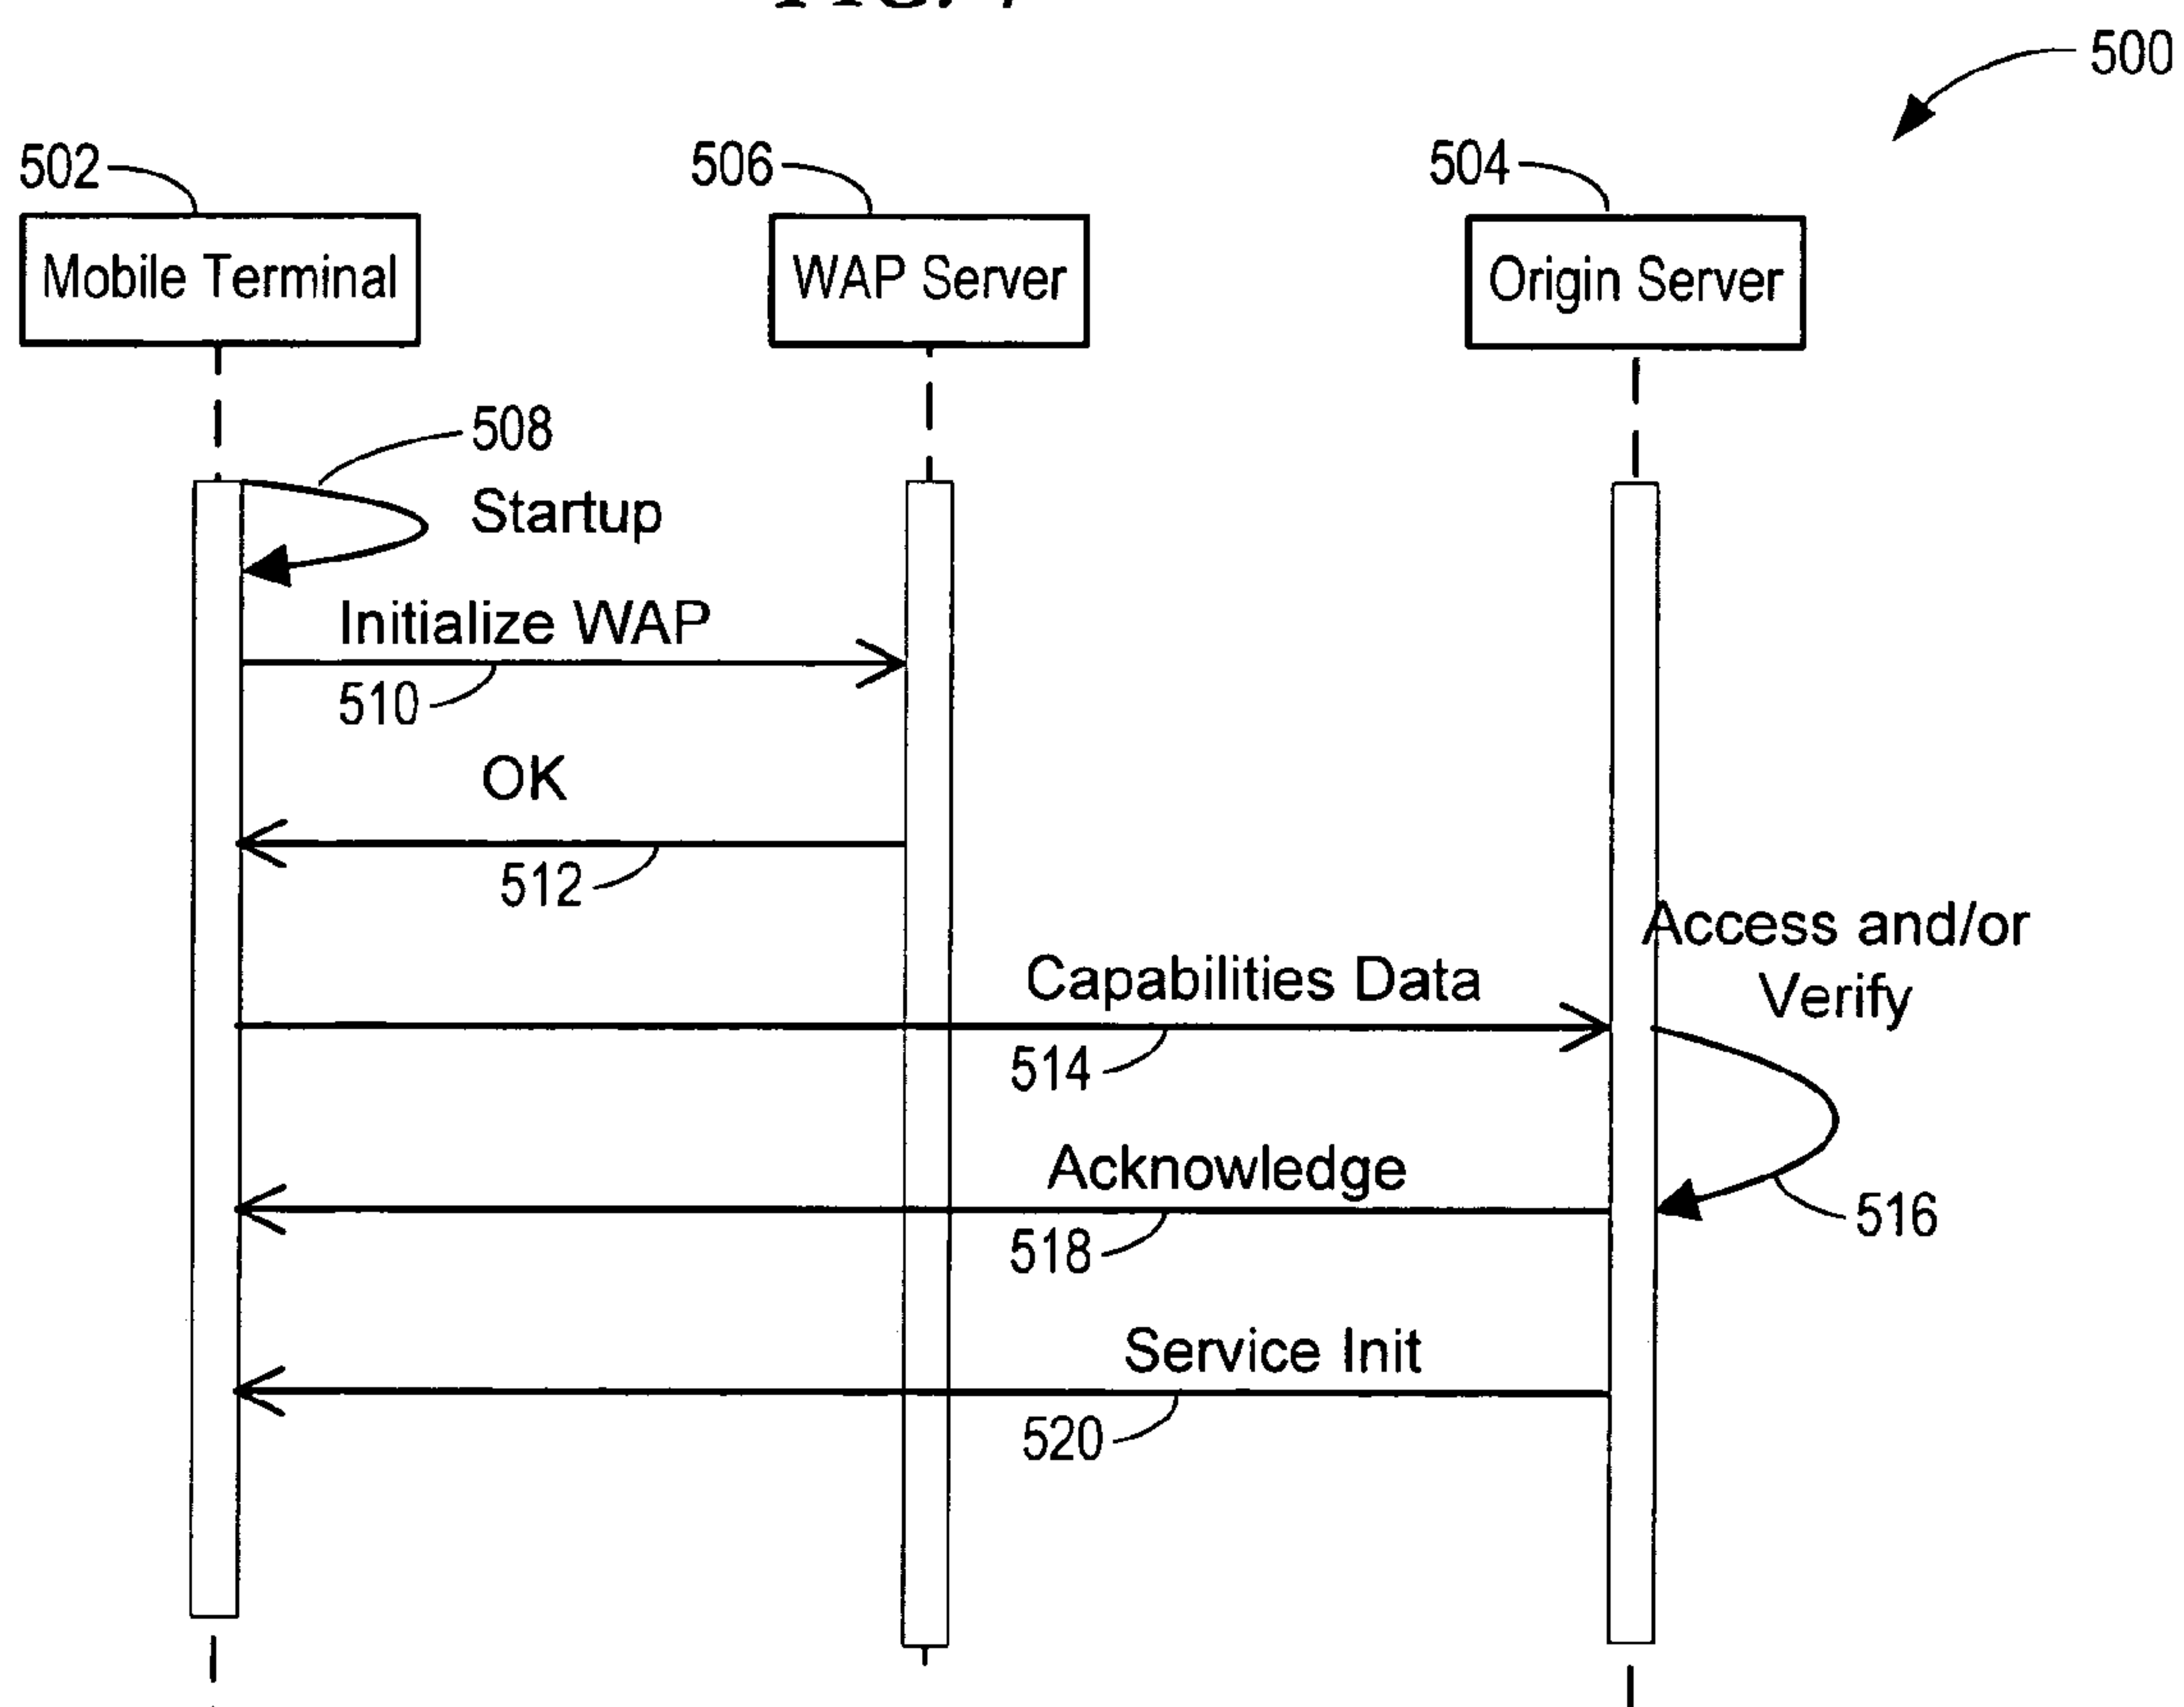 500
502
506
504
Mobile Terminal
WAP Server
Origin Server
508
Startup
Initialize WAP
510
OK
512
Access and/or
Verify
Capabilities Data
514
Acknowledge
516
518
Service Init
520